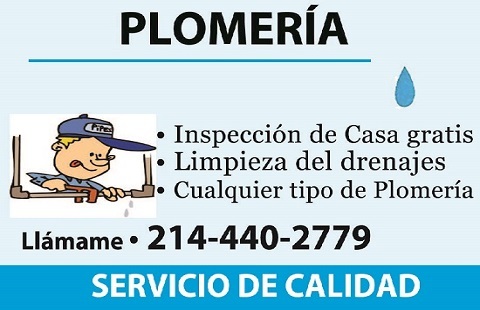 PLOMERÍA
• Inspección de Casa gratis
• Limpieza del drenajes
• Cualquier tipo de Plomería
Llámame • 214-440-2779
SERVICIO DE CALIDAD